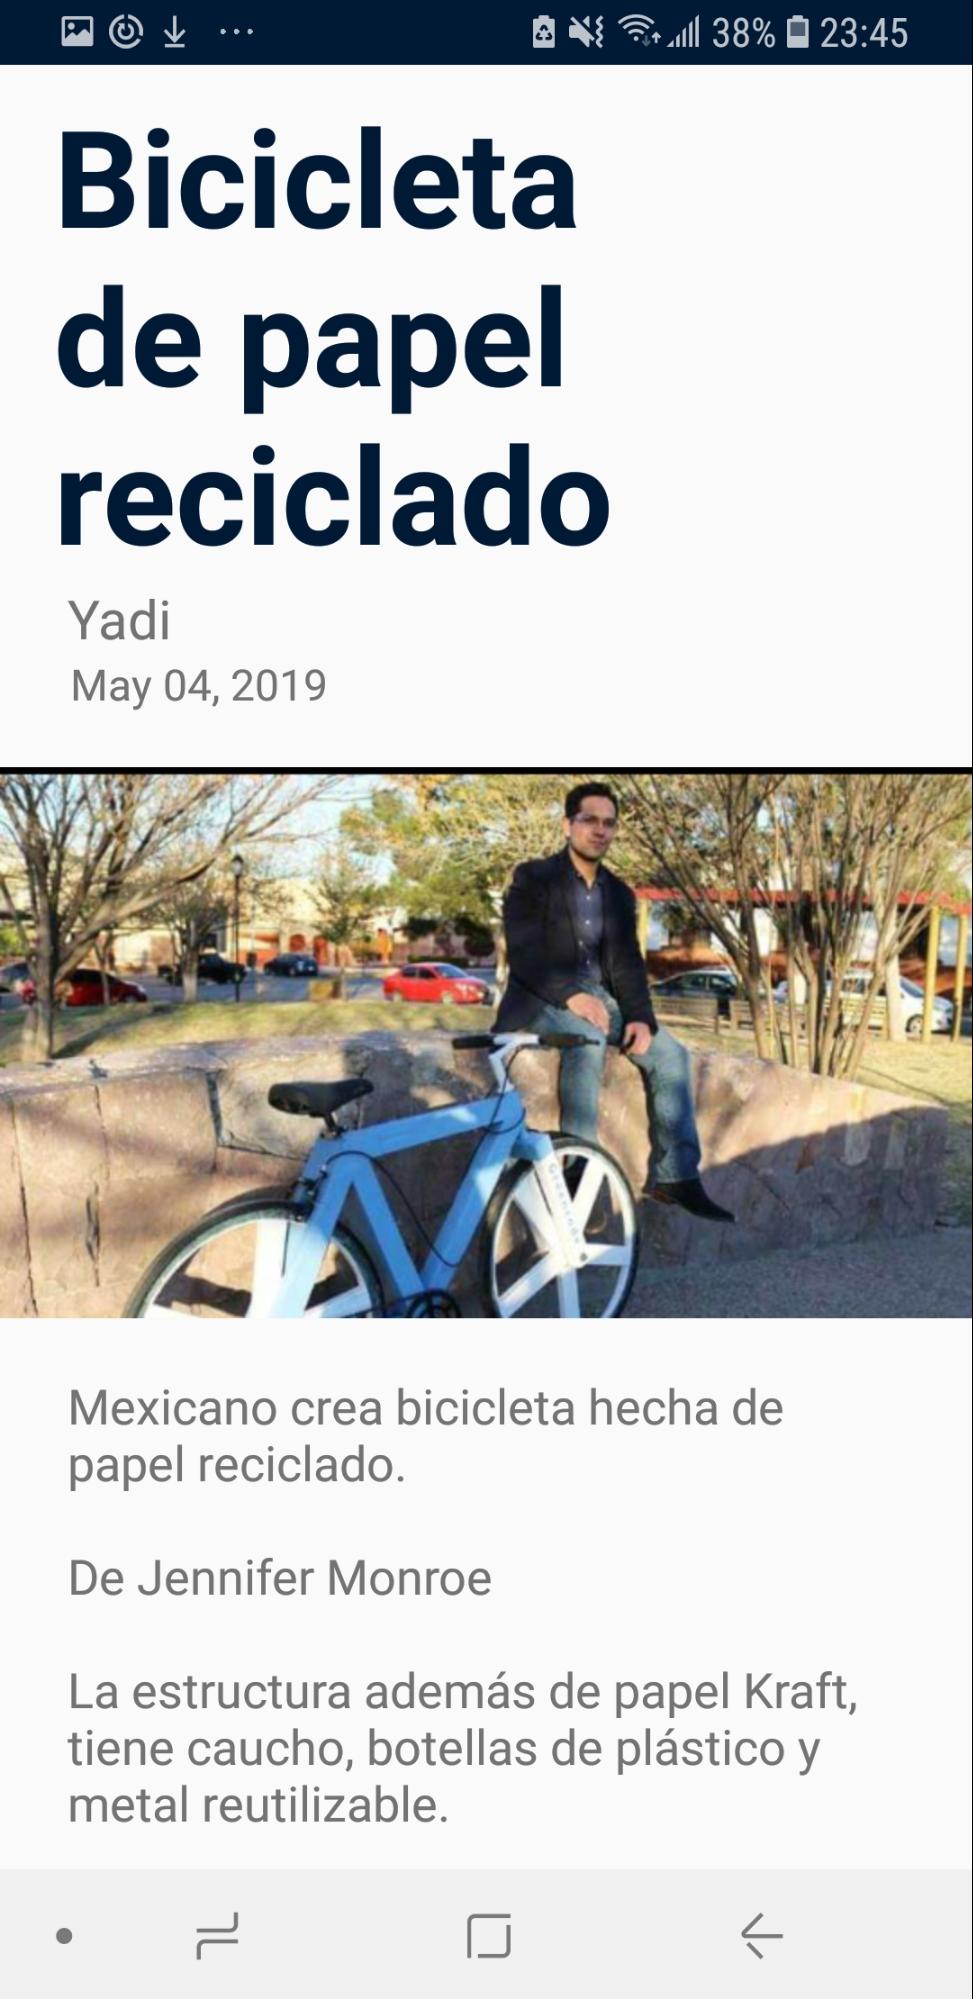 38% 23:45
Bicicleta
de papel
reciclado
Yadi
May 04, 2019
Mexicano crea bicicleta hecha de
papel reciclado.
De Jennifer Monroe
La estructura además de papel Kraft,
tiene caucho, botellas de plástico y
metal reutilizable.